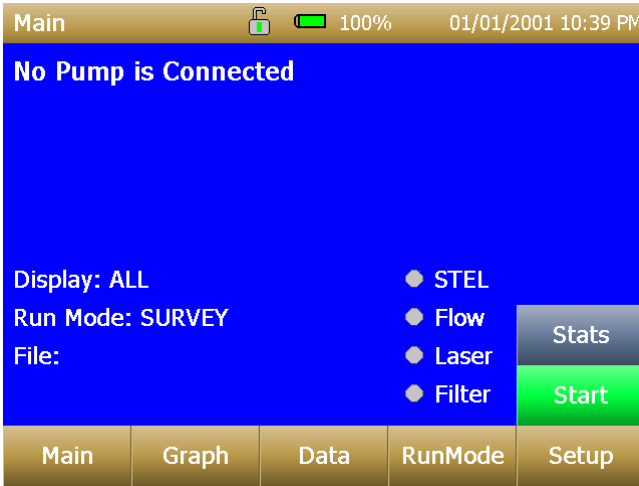 Main 100% 01/01/2001 10:39 PM
No Pump is Connected
Display: ALL
STEL
Run Mode: SURVEY
Flow
Stats
File:
Laser
Filter
Start
Main Graph Data RunMode Setup